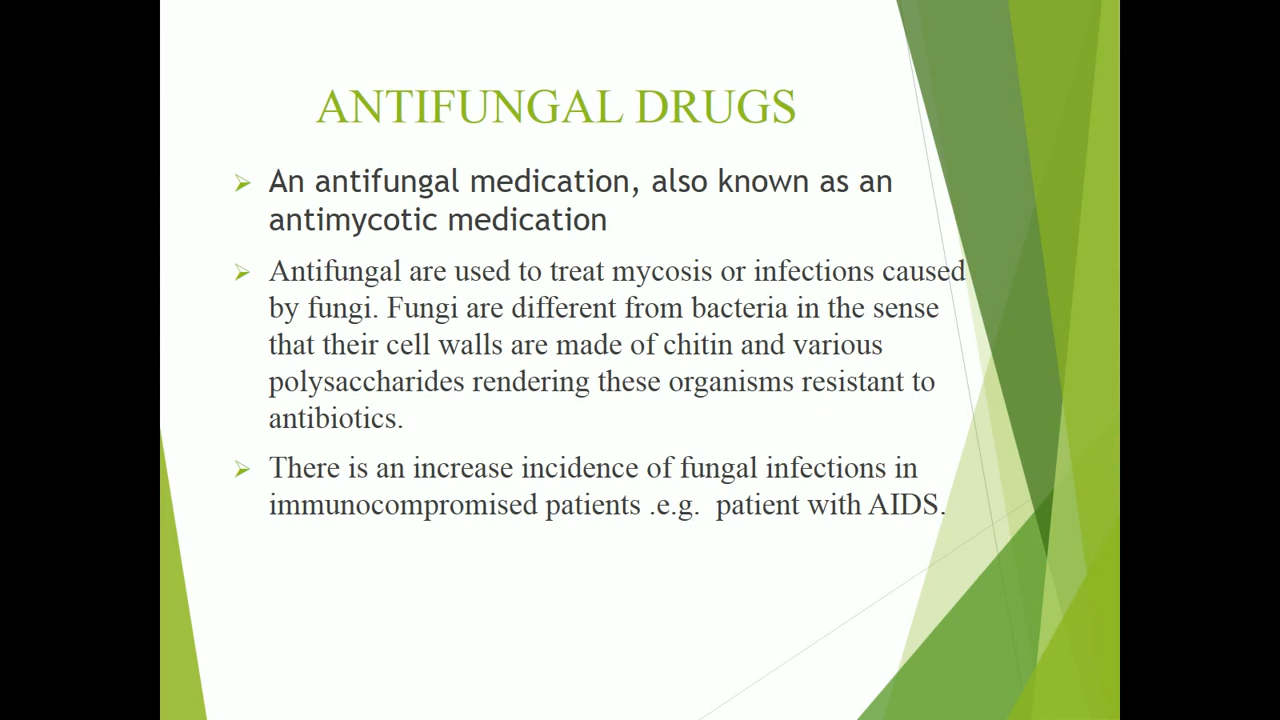 ANTIFUNGAL DRUGS
An antifungal medication, also known as an
antimycotic medication
Antifungal are used to treat mycosis or infections caused
by fungi. Fungi are different from bacteria in the sense
that their cell walls are made of chitin and various
polysaccharides rendering these organisms resistant to
antibiotics.
There is an increase incidence of fungal infections in
immunocompromised patients .e.g.  patient with AIDS.